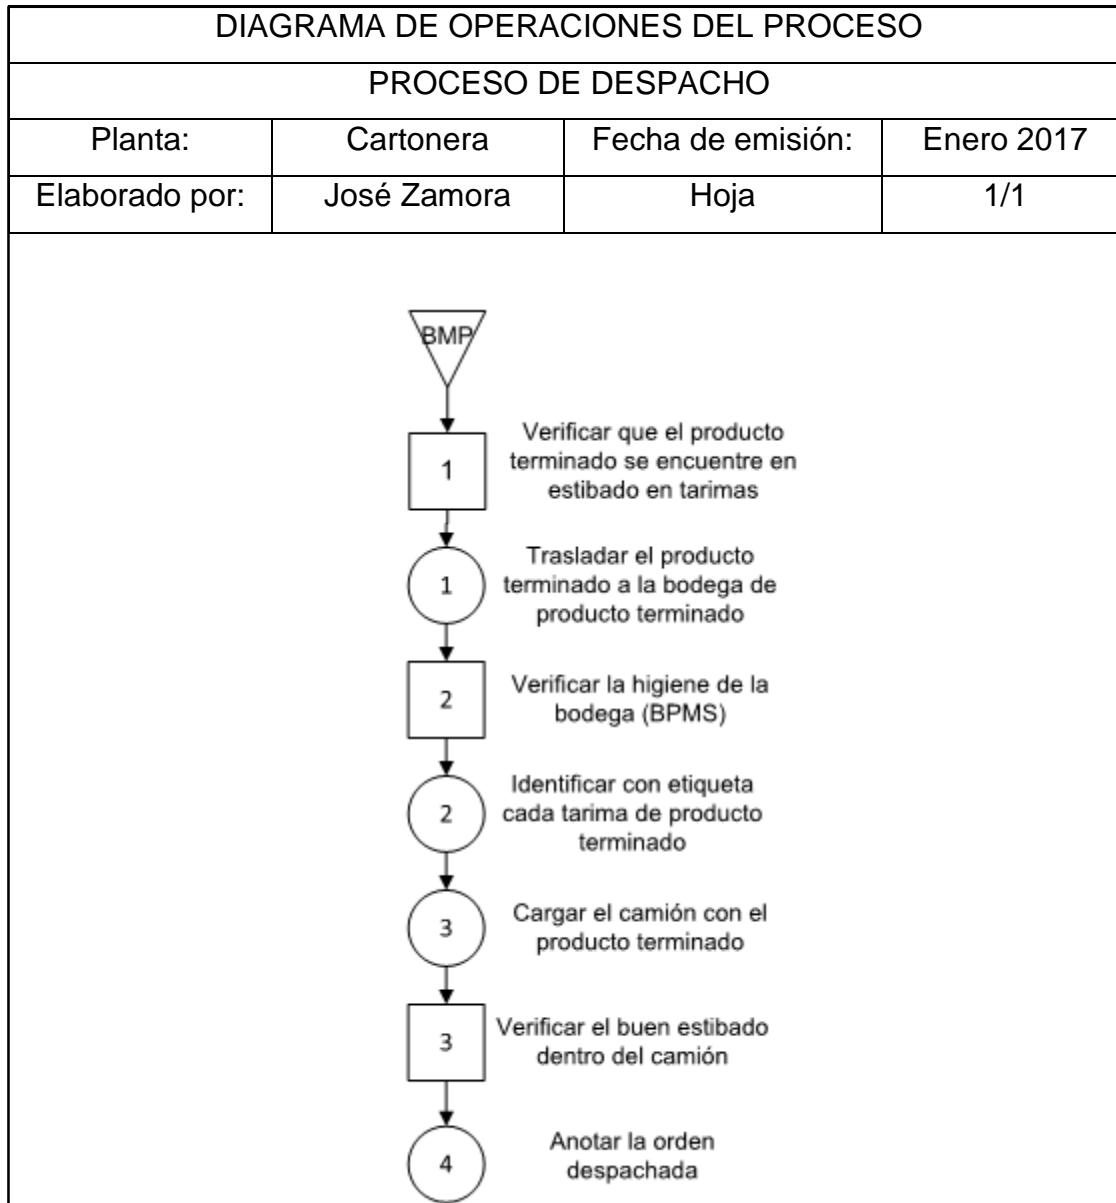 DIAGRAMA DE OPERACIONES DEL PROCESO
PROCESO DE DESPACHO
Planta: Cartonera Fecha de emisión: Enero 2017
Elaborado por: José Zamora Hoja 1/1
BMP
1
Verificar que el producto
terminado se encuentre en
estibado en tarimas
1
Trasladar el producto
terminado a la bodega de
producto terminado
2
Verificar la higiene de la
bodega (BPMS)
2
Identificar con etiqueta
cada tarima de producto
terminado
3
Cargar el camión con el
producto terminado
3
Verificar el buen estibado
dentro del camión
4
Anotar la orden
despachada